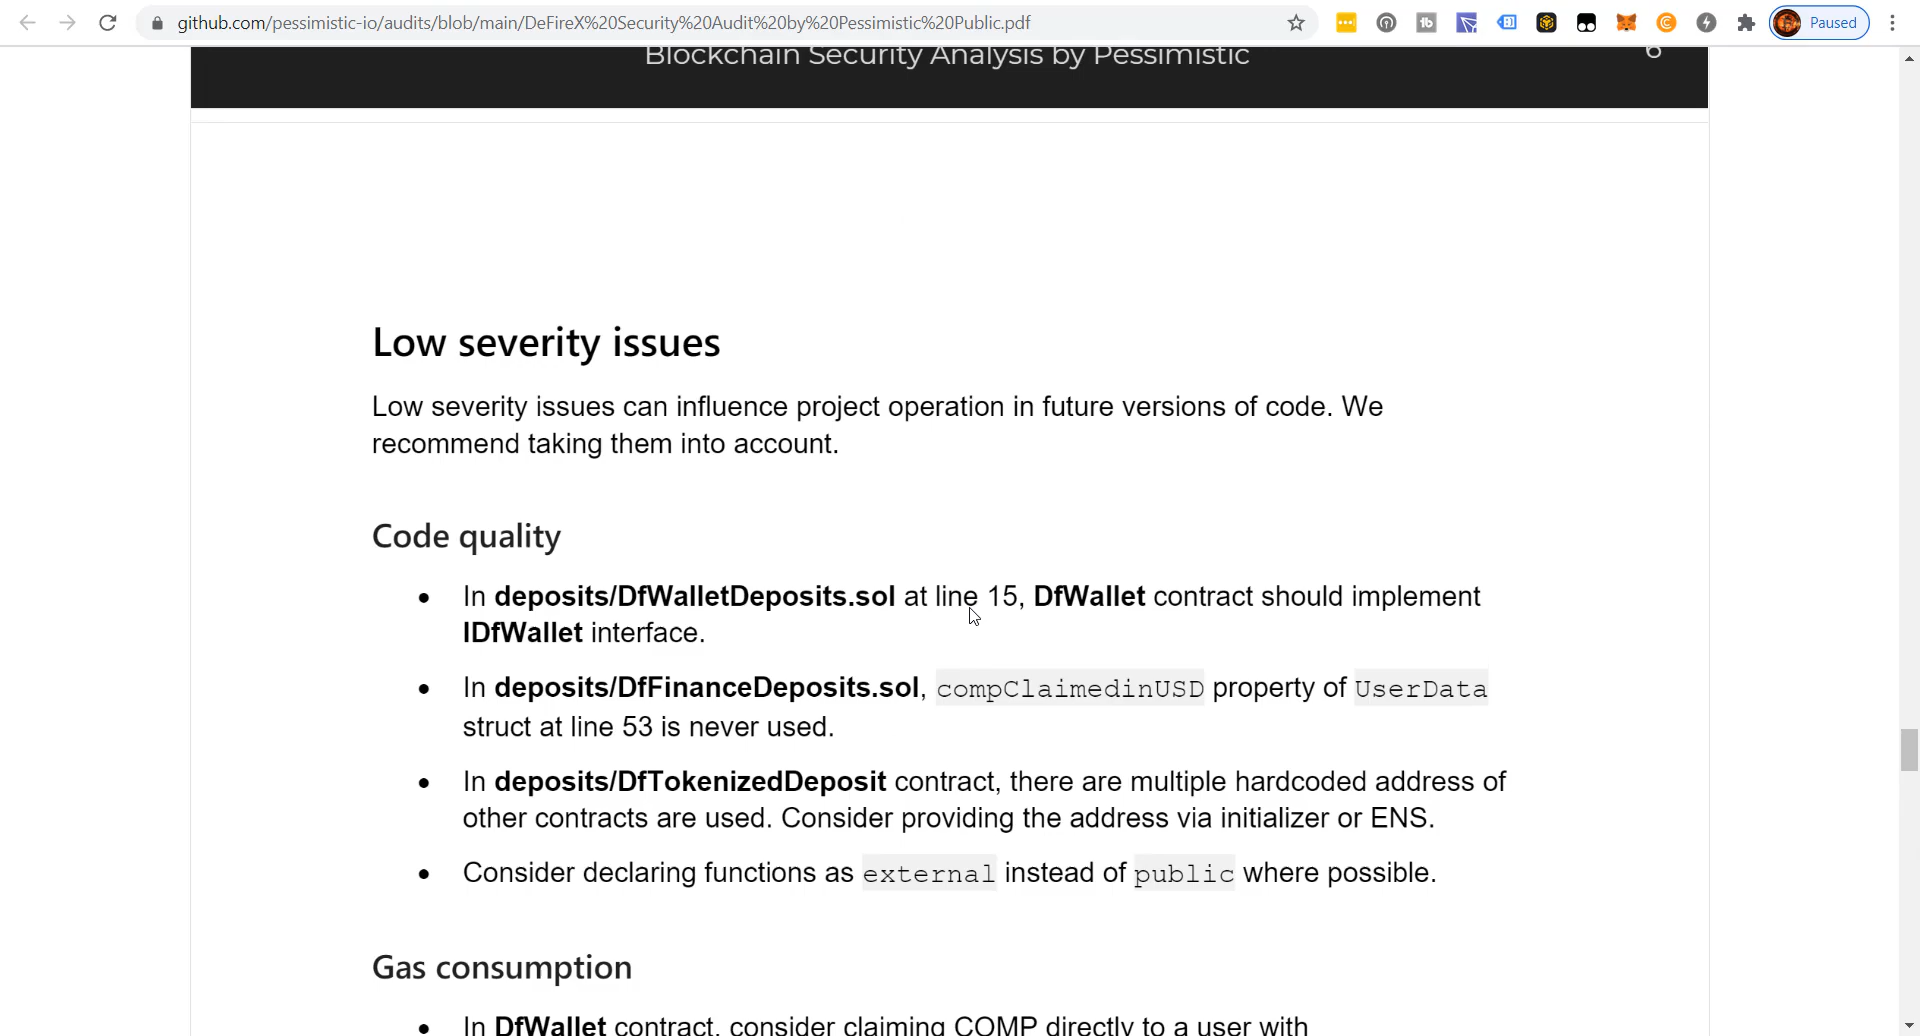 github.com/pessimistic-io/audits/blob/main/DeFireX%20Security%20Audit%20by%20Pessimistic%20Public.pdf
Paused
Blockchain Security Analysis by Pessimistic 6
Low severity issues
Low severity issues can influence project operation in future versions of code. We
recommend taking them into account.
Code quality
• In deposits/DfWalletDeposits.sol at line 15, DfWallet contract should implement
IDfWallet interface.
• In deposits/DfFinanceDeposits.sol, compClaimedinUSD property of UserData
struct at line 53 is never used.
• In deposits/DfTokenizedDeposit contract, there are multiple hardcoded address of
other contracts are used. Consider providing the address via initializer or ENS.
• Consider declaring functions as external instead of public where possible.
Gas consumption
• In DfWallet contract, consider claiming COMP directly to a user with